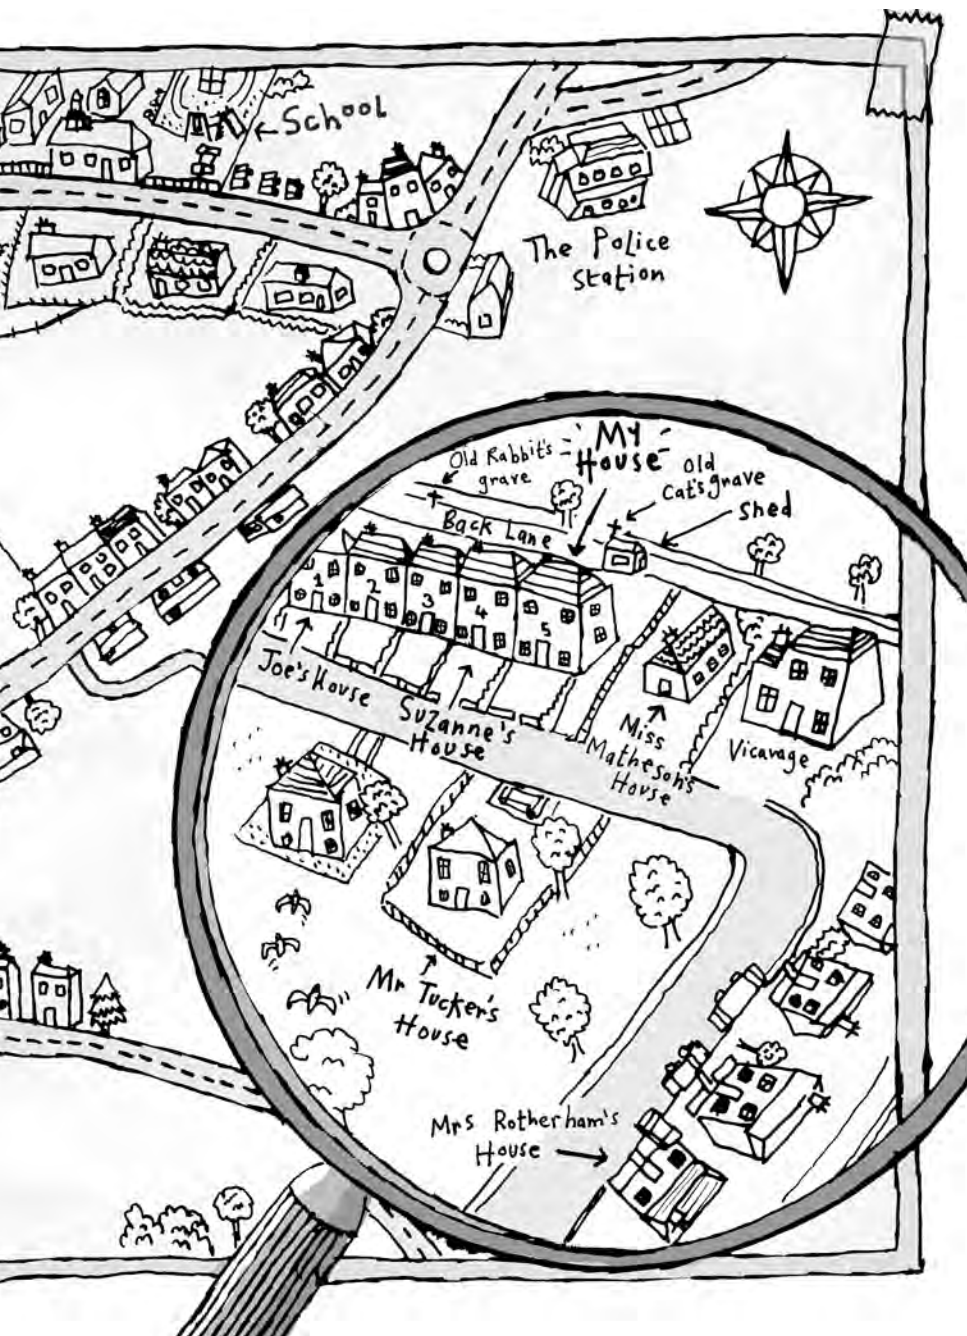 School
The Police
Station
My
House
Old Rabbit's
grave
Old
Cat's grave
Shed
Back Lane
1
2
3
4
5
Joe's House
Suzanne's
House
Miss
Matheson's
House
Vicarage
Mr Tucker's
House
Mrs Rotherham's
House